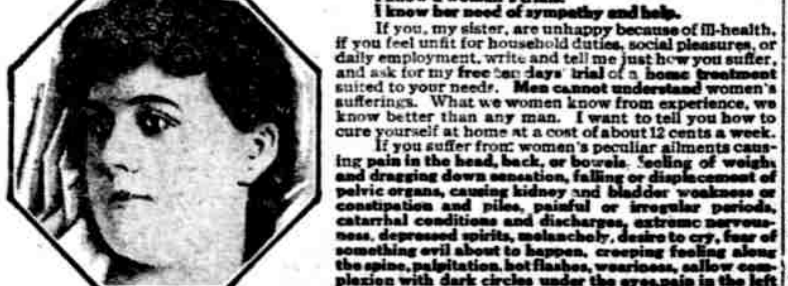 I know her need of sympathy and help.
If you, my sister, are unhappy because of ill-health,
if you feel unfit for household duties, social pleasures, or
daily employment, write and tell me just how you suffer,
and ask for my free ten days' trial of a home treatment
suited to your needs. Men cannot understand women's
sufferings. What we women know from experience, we
know better than any man. I want to tell you how to
cure yourself at home at a cost of about 12 cents a week.
If you suffer from women's peculiar ailments caus-
ing pain in the head, back, or bowels, feeling of weight
and dragging down sensation, falling or displacement of
pelvic organs, causing kidney and bladder weakness or
constipation and piles, painful or irregular periods,
catarrhal conditions and discharges, extreme nervous-
ness, depressed spirits, melancholy, desire to cry, fear of
something evil about to happen, creeping feeling along
the spine, palpitation, hot flashes, weariness, sallow com-
plexion with dark circles under the eyes, pain in the left